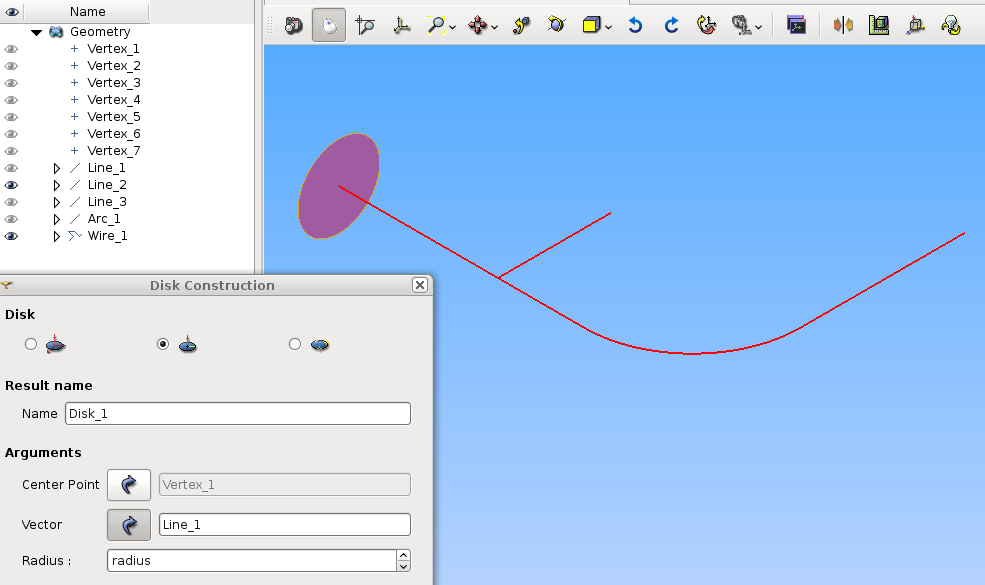 Name
Geometry
Vertex_1
Vertex_2
Vertex_3
Vertex_4
Vertex_5
Vertex_6
Vertex_7
Line_1
Line_2
Line_3
Arc_1
Wire_1
Disk Construction
Disk
Result name
Name Disk_1
Arguments
Center Point Vertex_1
Vector Line_1
Radius : radius